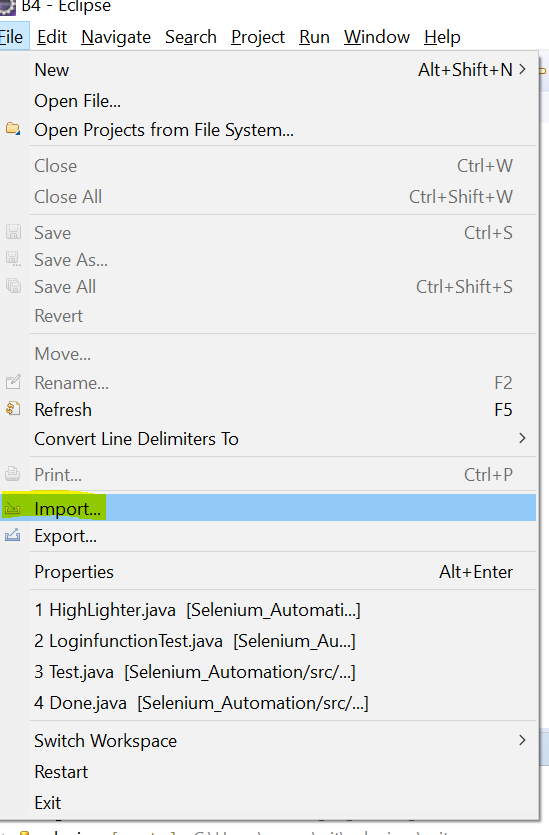 B4 - Eclipse
File Edit Navigate Search Project Run Window Help
New Alt+Shift+N
Open File...
Open Projects from File System...
Close Ctrl+W
Close All Ctrl+Shift+W
Save Ctrl+S
Save As...
Save All Ctrl+Shift+S
Revert
Move...
Rename... F2
Refresh F5
Convert Line Delimiters To
Print... Ctrl+P
Import...
Export...
Properties Alt+Enter
1 HighLighter.java [Selenium_Automati...]
2 LoginfunctionTest.java [Selenium_Au...]
3 Test.java [Selenium_Automation/src/...]
4 Done.java [Selenium_Automation/src/...]
Switch Workspace
Restart
Exit